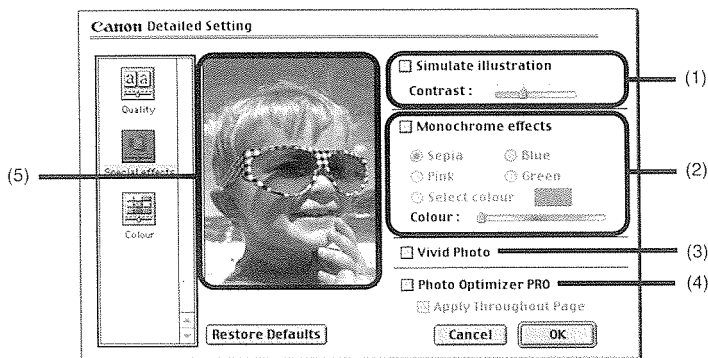 Canon Detailed Setting
Quality
Special effects
Colour
Simulate illustration
Contrast :
Monochrome effects
Sepia
Blue
Pink
Green
Select colour
Colour :
Vivid Photo
Photo Optimizer PRO
Apply Throughout Page
Restore Defaults
Cancel
OK
(1)
(2)
(3)
(4)
(5)